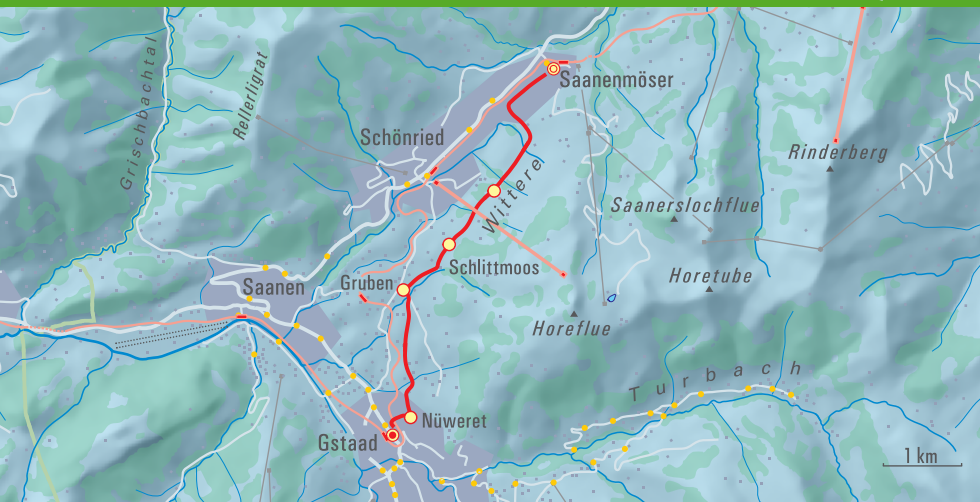 Grischbachtal
Rellerligrat
Saanenmöser
Schönried
Rinderberg
Wittere
Saanerslochflue
Schlittmoos
Horetube
Gruben
Saanen
Horeflue
Turbach
Nüweret
Gstaad
1 km